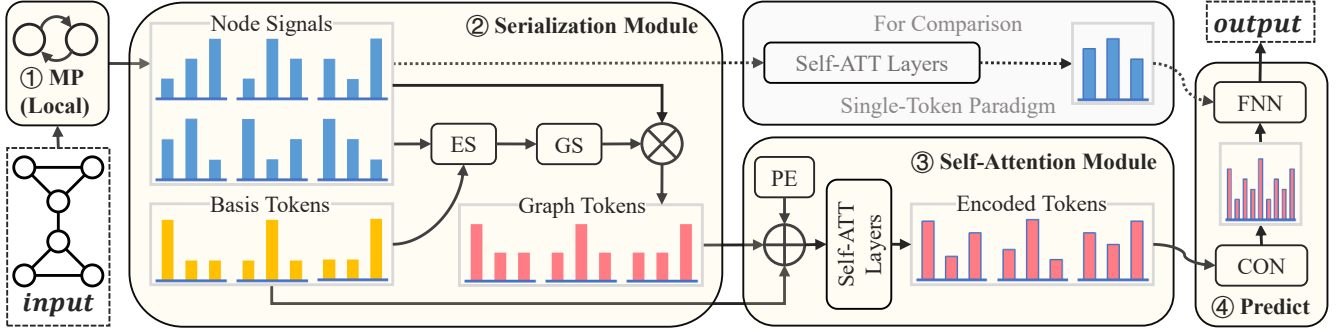 ① MP
(Local)
input
② Serialization Module
Node Signals
ES
GS
Basis Tokens
Graph Tokens
For Comparison
Self-ATT Layers
Single-Token Paradigm
③ Self-Attention Module
PE
Self-ATT
Layers
Encoded Tokens
output
FNN
CON
④ Predict